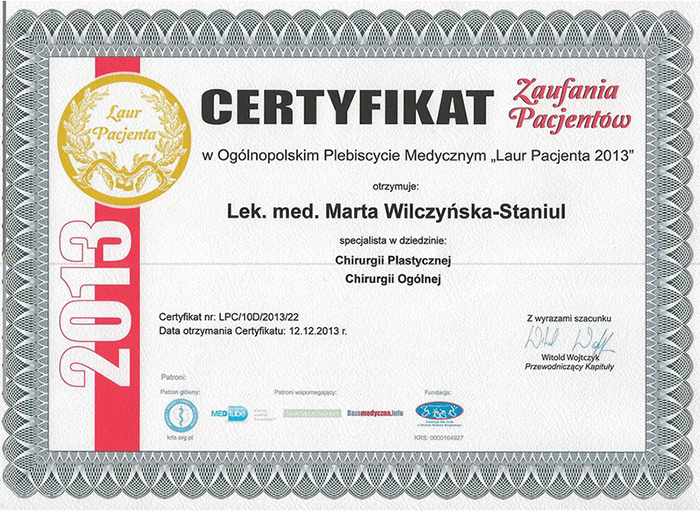 Laur
Pacjenta
2013
CERTYFIKAT
Zaufania
Pacjentów
w Ogólnopolskim Plebiscycie Medycznym „Laur Pacjenta 2013”
otrzymuje:
Lek. med. Marta Wilczyńska-Staniul
specjalista w dziedzinie:
Chirurgii Plastycznej
Chirurgii Ogólnej
Certyfikat nr: LPC/10D/2013/22
Data otrzymania Certyfikatu: 12.12.2013 r.
Z wyrazami szacunku
Witold Wojtczyk
Przewodniczący Kapituły
Patroni:
Patron główny:
Patroni wspomagający:
Fundacja:
MEDtube
Bazamedyczna.info
krls.org.pl
KRS: 0000164927